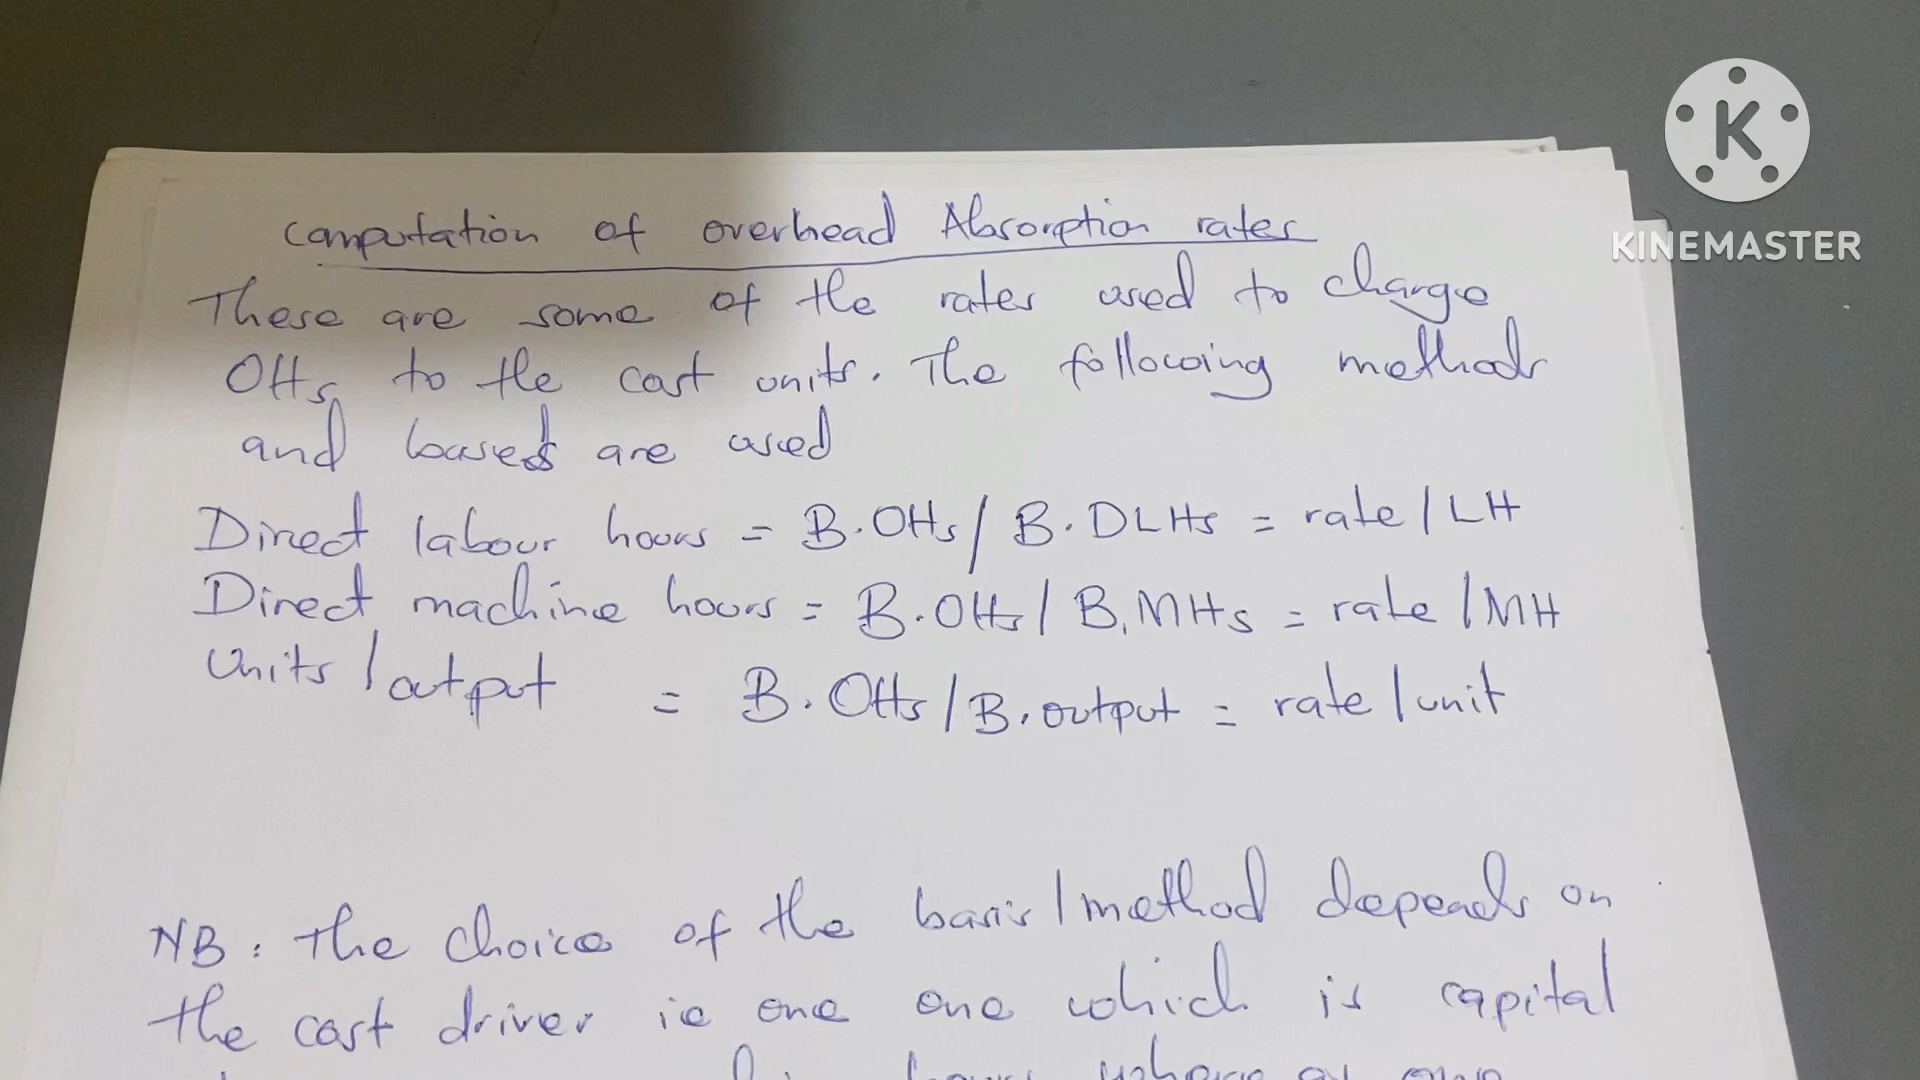 Computation of overhead Absorption rates
These are some of the rates used to charge
OHs to the cost units. The following methods
and bases are used
Direct labour hours = B.OHs / B.DLHs = rate / LH
Direct machine hours = B.OHs / B.MHs = rate / MH
Units / output = B.OHs / B.output = rate / unit
NB: The choice of the basis / method depends on
the cost driver ie one one which is capital
hours whereas one
K
KINEMASTER